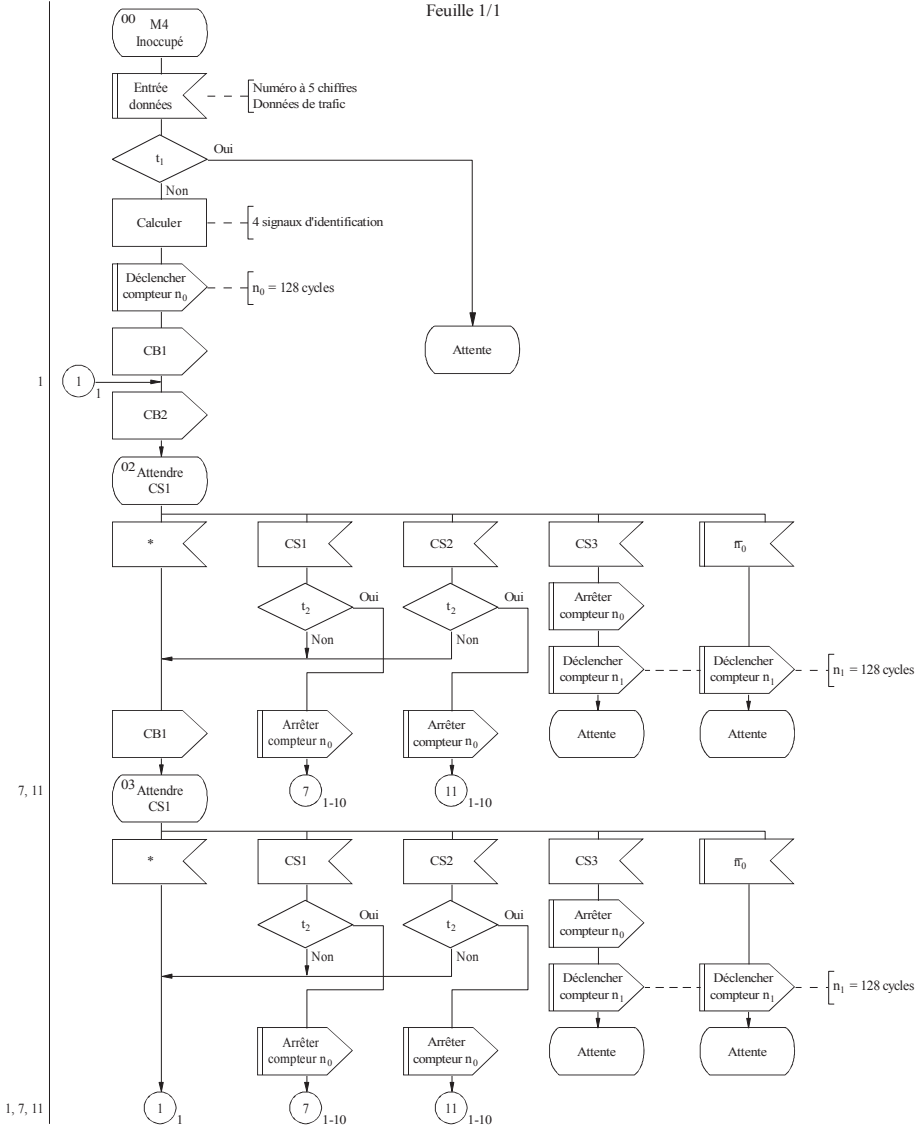 Feuille 1/1
00 M4
Inoccupé
Entrée
données
Numéro à 5 chiffres
Données de trafic
t1
Oui
Non
Calculer
4 signaux d'identification
Déclencher
compteur n0
n0 = 128 cycles
CB1
Attente
1
1
1
CB2
02 Attendre
CS1
*
CS1
CS2
CS3
n0
t2
Oui
t2
Oui
Arrêter
compteur n0
Non
Non
Déclencher
compteur n1
Déclencher
compteur n1
n1 = 128 cycles
CB1
Arrêter
compteur n0
Arrêter
compteur n0
Attente
Attente
7, 11
03 Attendre
CS1
7
1-10
11
1-10
*
CS1
CS2
CS3
n0
t2
Oui
t2
Oui
Arrêter
compteur n0
Non
Non
Déclencher
compteur n1
Déclencher
compteur n1
n1 = 128 cycles
Arrêter
compteur n0
Arrêter
compteur n0
Attente
Attente
1, 7, 11
1
1
7
1-10
11
1-10